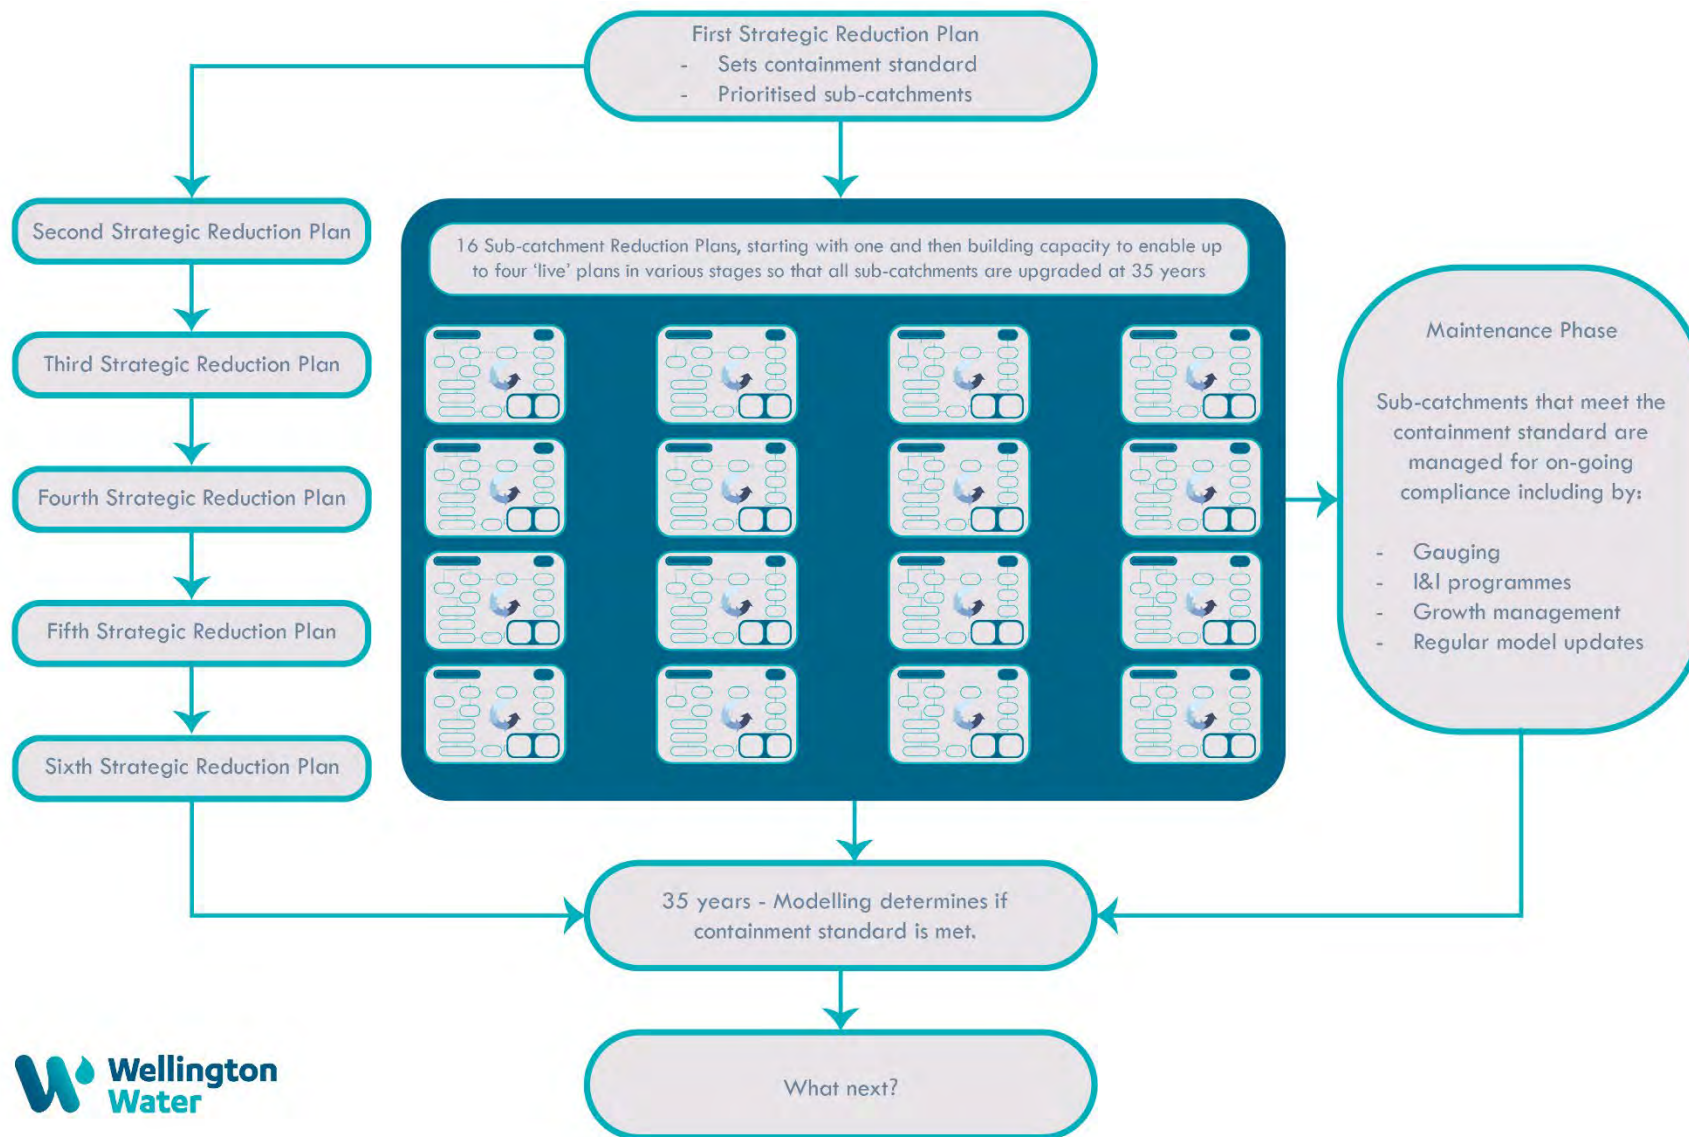 First Strategic Reduction Plan
- Sets containment standard
- Prioritised sub-catchments
Second Strategic Reduction Plan
Third Strategic Reduction Plan
Fourth Strategic Reduction Plan
Fifth Strategic Reduction Plan
Sixth Strategic Reduction Plan
16 Sub-catchment Reduction Plans, starting with one and then building capacity to enable up
to four ‘live’ plans in various stages so that all sub-catchments are upgraded at 35 years
Maintenance Phase
Sub-catchments that meet the
containment standard are
managed for on-going
compliance including by:
- Gauging
- I&I programmes
- Growth management
- Regular model updates
35 years - Modelling determines if
containment standard is met.
What next?
Wellington
Water